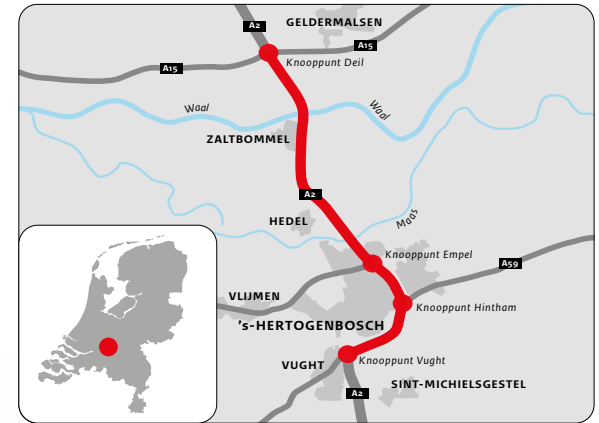 A2
GELDERMALSEN
A15
A15
Knooppunt Deil
Waal
Waal
ZALTBOMMEL
A2
HEDEL
Maas
Knooppunt Empel
A59
VLIJMEN
Knooppunt Hintham
's-HERTOGENBOSCH
VUGHT
Knooppunt Vught
SINT-MICHIELSGESTEL
A2